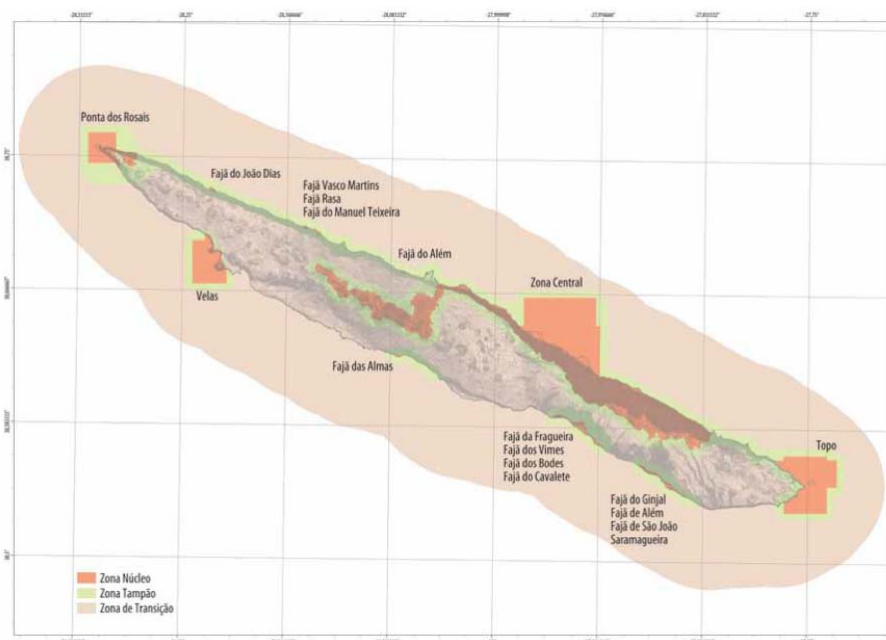 Ponta dos Rosais
Fajã do João Dias
Fajã Vasco Martins
Fajã Rasa
Fajã do Manuel Teixeira
Fajã do Além
Zona Central
Velas
Fajã das Almas
Fajã da Fragueira
Fajã dos Vimes
Fajã dos Bodes
Fajã do Cavalete
Topo
Fajã do Ginjal
Fajã de Além
Fajã de São João
Saramagueira
Zona Núcleo
Zona Tampão
Zona de Transição